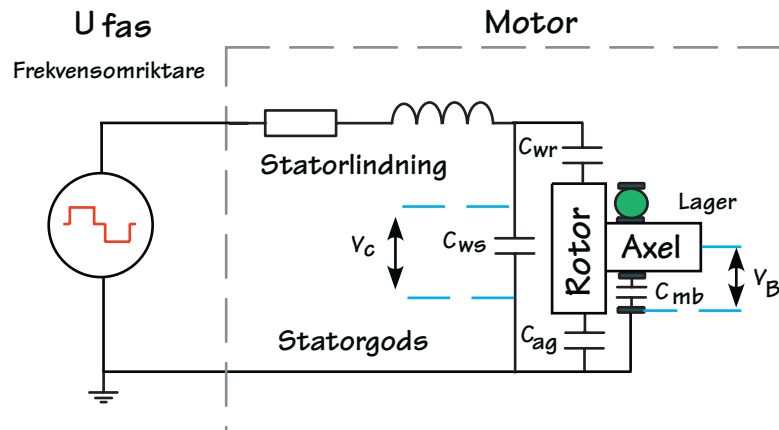 U fas
Motor
Frekvensomriktare
Cwr
Statorlindning
Lager
Vc
Cws
Rotor
Axel
Cmb
VB
Statorgods
Cag